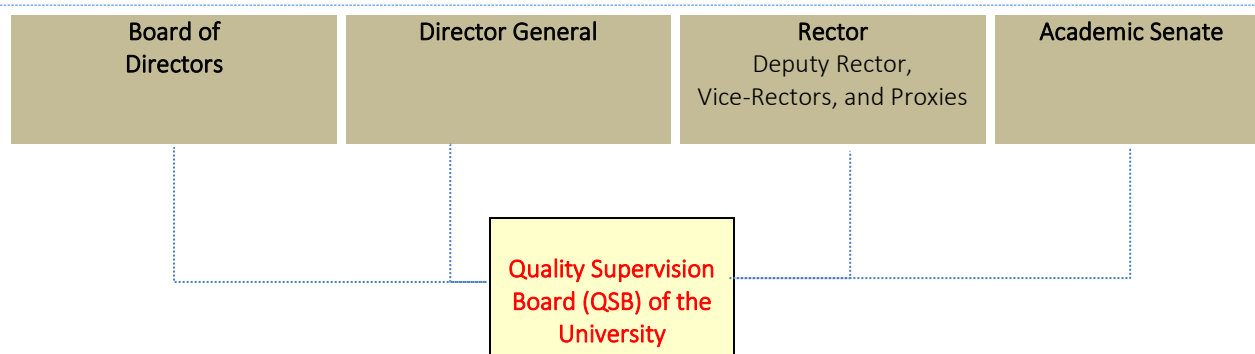 Board of
Directors
Director General
Rector
Deputy Rector,
Vice-Rectors, and Proxies
Academic Senate
Quality Supervision
Board (QSB) of the
University